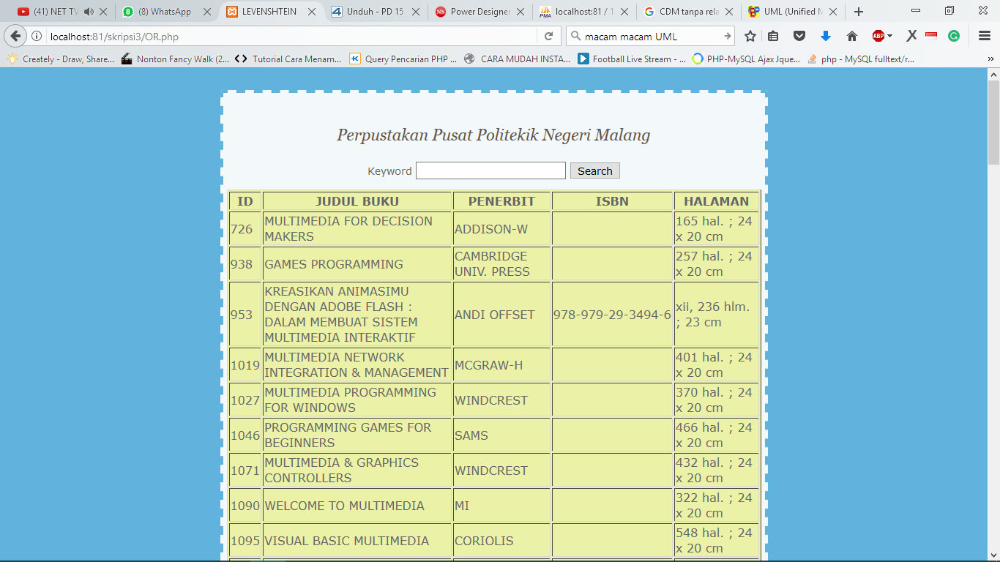 (41) NET TV
(8) WhatsApp
LEVENSHTEIN
Unduh - PD 15
Power Designer
localhost:81 / 1
CDM tanpa rela
UML (Unified M
localhost:81/skripsi3/OR.php
macam macam UML
Creately - Draw, Share...
Nonton Fancy Walk (2...
Tutorial Cara Menam...
Query Pencarian PHP ...
CARA MUDAH INSTA...
Football Live Stream - ...
PHP-MySQL Ajax Jque...
php - MySQL fulltext/r...
Perpustakan Pusat Politekik Negeri Malang
Keyword Search
ID JUDUL BUKU PENERBIT ISBN HALAMAN
726 MULTIMEDIA FOR DECISION MAKERS ADDISON-W 165 hal. ; 24 x 20 cm
938 GAMES PROGRAMMING CAMBRIDGE UNIV. PRESS 257 hal. ; 24 x 20 cm
953 KREASIKAN ANIMASIMU DENGAN ADOBE FLASH : DALAM MEMBUAT SISTEM MULTIMEDIA INTERAKTIF ANDI OFFSET 978-979-29-3494-6 xii, 236 hlm. ; 23 cm
1019 MULTIMEDIA NETWORK INTEGRATION & MANAGEMENT MCGRAW-H 401 hal. ; 24 x 20 cm
1027 MULTIMEDIA PROGRAMMING FOR WINDOWS WINDCREST 370 hal. ; 24 x 20 cm
1046 PROGRAMMING GAMES FOR BEGINNERS SAMS 466 hal. ; 24 x 20 cm
1071 MULTIMEDIA & GRAPHICS CONTROLLERS WINDCREST 432 hal. ; 24 x 20 cm
1090 WELCOME TO MULTIMEDIA MI 322 hal. ; 24 x 20 cm
1095 VISUAL BASIC MULTIMEDIA CORIOLIS 548 hal. ; 24 x 20 cm